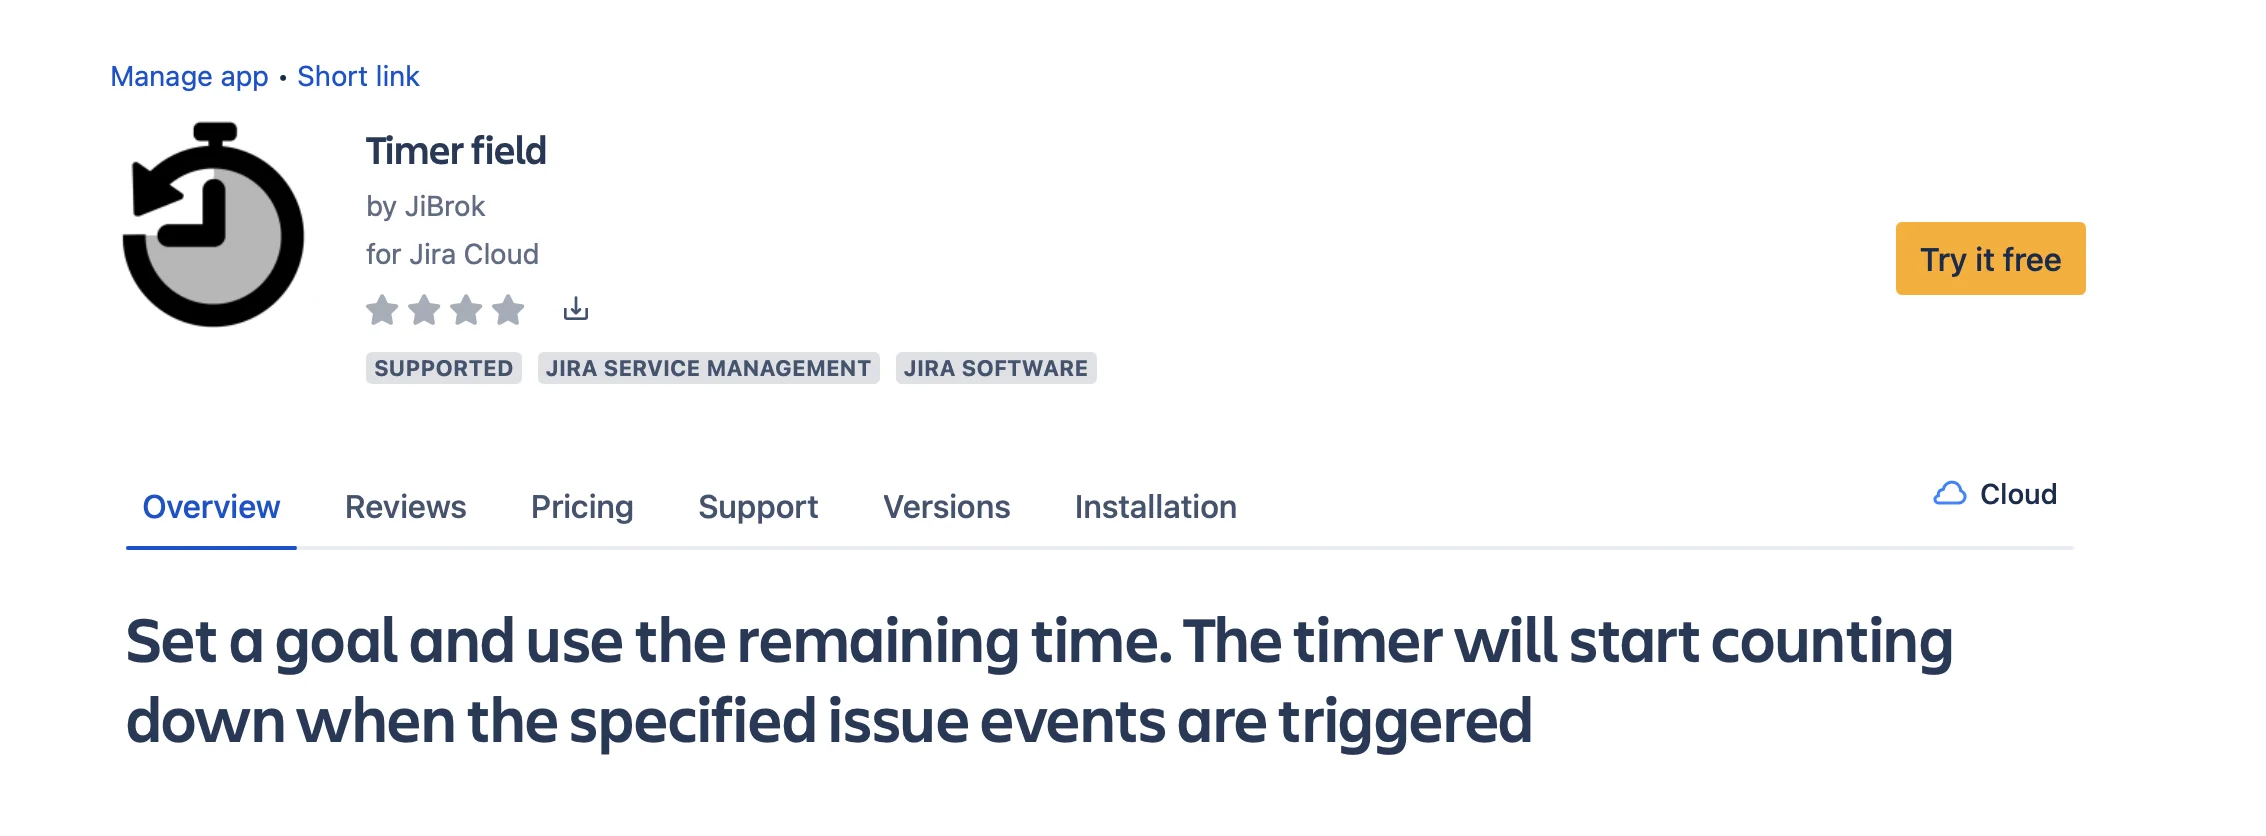 Manage app • Short link
Timer field
by JiBrok
for Jira Cloud
SUPPORTED JIRA SERVICE MANAGEMENT JIRA SOFTWARE
Try it free
Overview Reviews Pricing Support Versions Installation Cloud
Set a goal and use the remaining time. The timer will start counting
down when the specified issue events are triggered